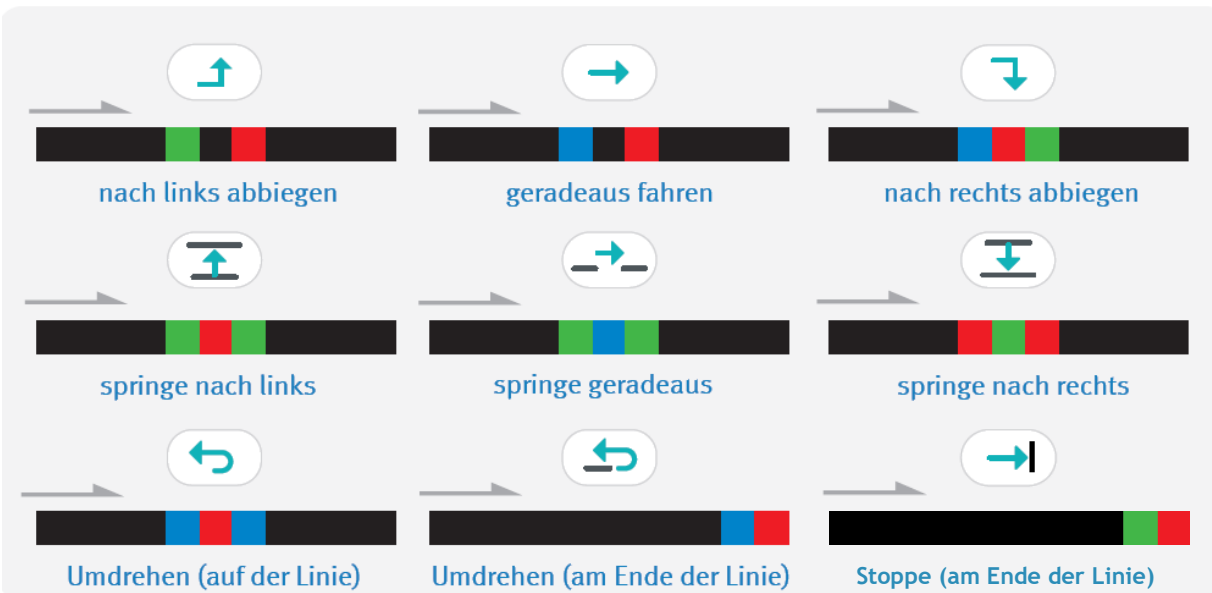 nach links abbiegen
geradeaus fahren
nach rechts abbiegen
springe nach links
springe geradeaus
springe nach rechts
Umdrehen (auf der Linie)
Umdrehen (am Ende der Linie)
Stoppe (am Ende der Linie)